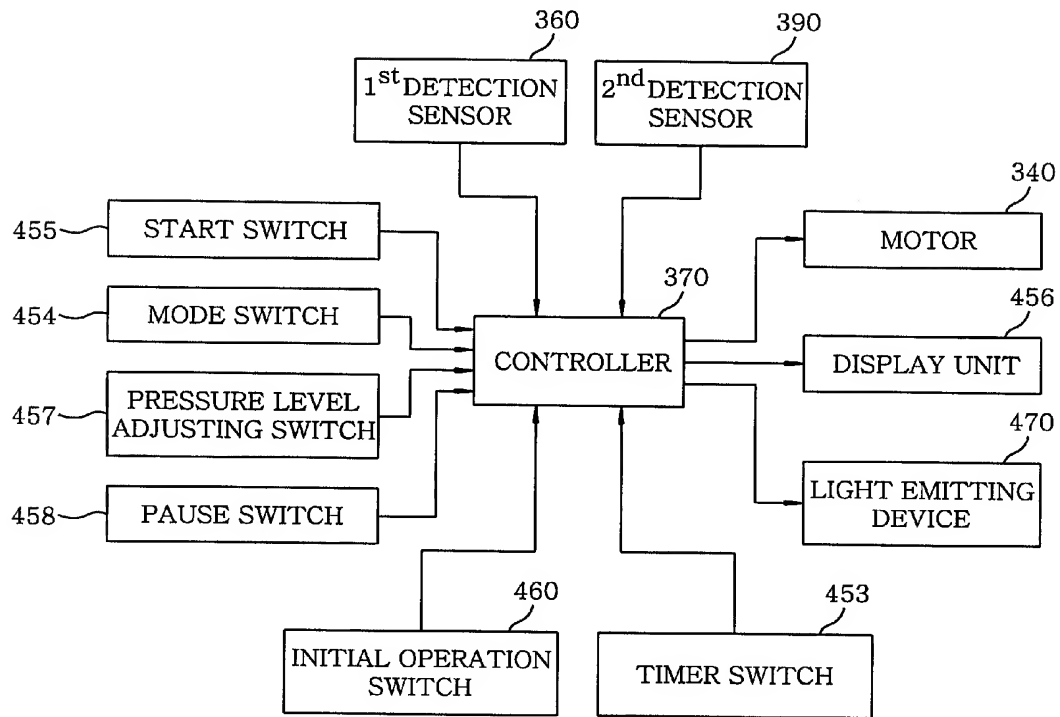 360
390
1st DETECTION
SENSOR
2nd DETECTION
SENSOR
340
455
START SWITCH
MOTOR
370
456
454
MODE SWITCH
CONTROLLER
DISPLAY UNIT
457
PRESSURE LEVEL
ADJUSTING SWITCH
470
458
PAUSE SWITCH
LIGHT EMITTING
DEVICE
460
453
INITIAL OPERATION
SWITCH
TIMER SWITCH